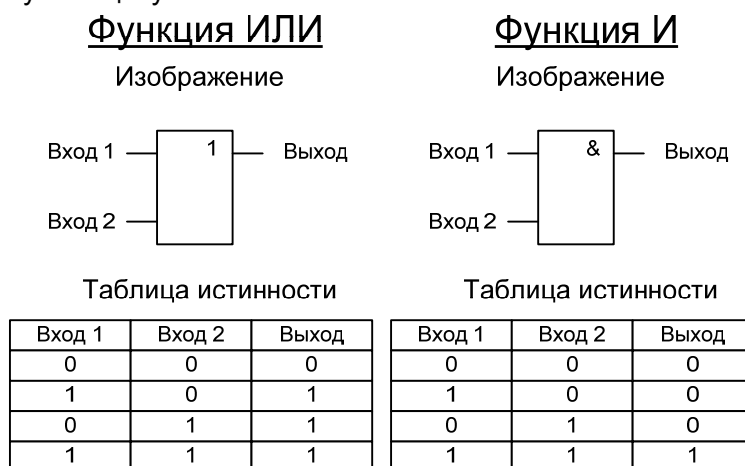 Функция ИЛИ
Изображение
Вход 1 1 Выход
Вход 2
Таблица истинности
Вход 1 Вход 2 Выход
0 0 0
1 0 1
0 1 1
1 1 1
Функция И
Изображение
Вход 1 & Выход
Вход 2
Таблица истинности
Вход 1 Вход 2 Выход
0 0 0
1 0 0
0 1 0
1 1 1